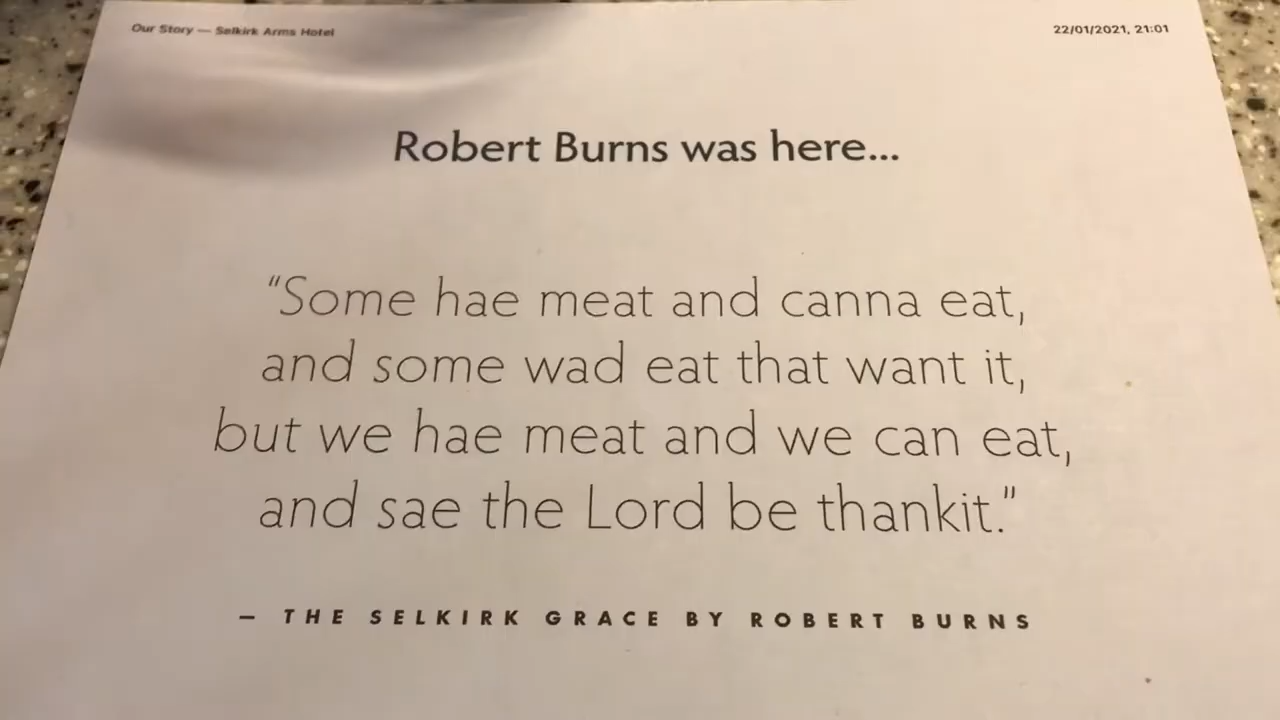 Our Story — Selkirk Arms Hotel
22/01/2021, 21:01
Robert Burns was here...
"Some hae meat and canna eat,
and some wad eat that want it,
but we hae meat and we can eat,
and sae the Lord be thankit."
– THE SELKIRK GRACE BY ROBERT BURNS